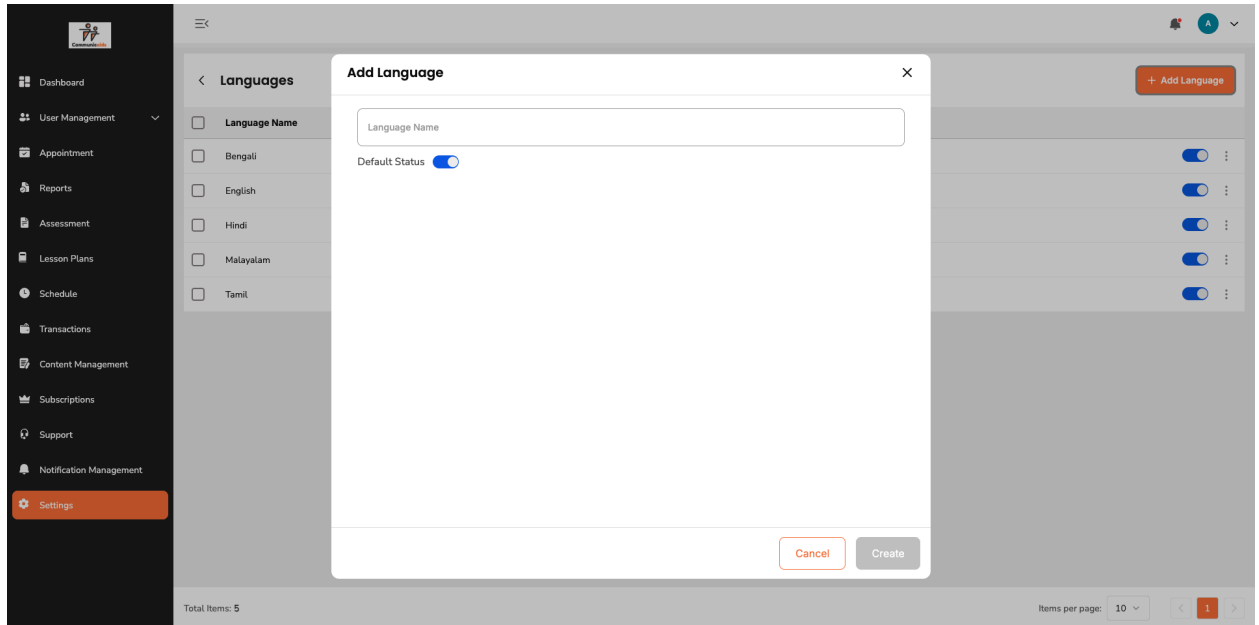 Communicakids
Dashboard
User Management
Appointment
Reports
Assessment
Lesson Plans
Schedule
Transactions
Content Management
Subscriptions
Support
Notification Management
Settings
A
Languages
+ Add Language
Language Name
Bengali
English
Hindi
Malayalam
Tamil
Add Language
Language Name
Default Status
Cancel
Create
Total Items: 5
Items per page: 10
1